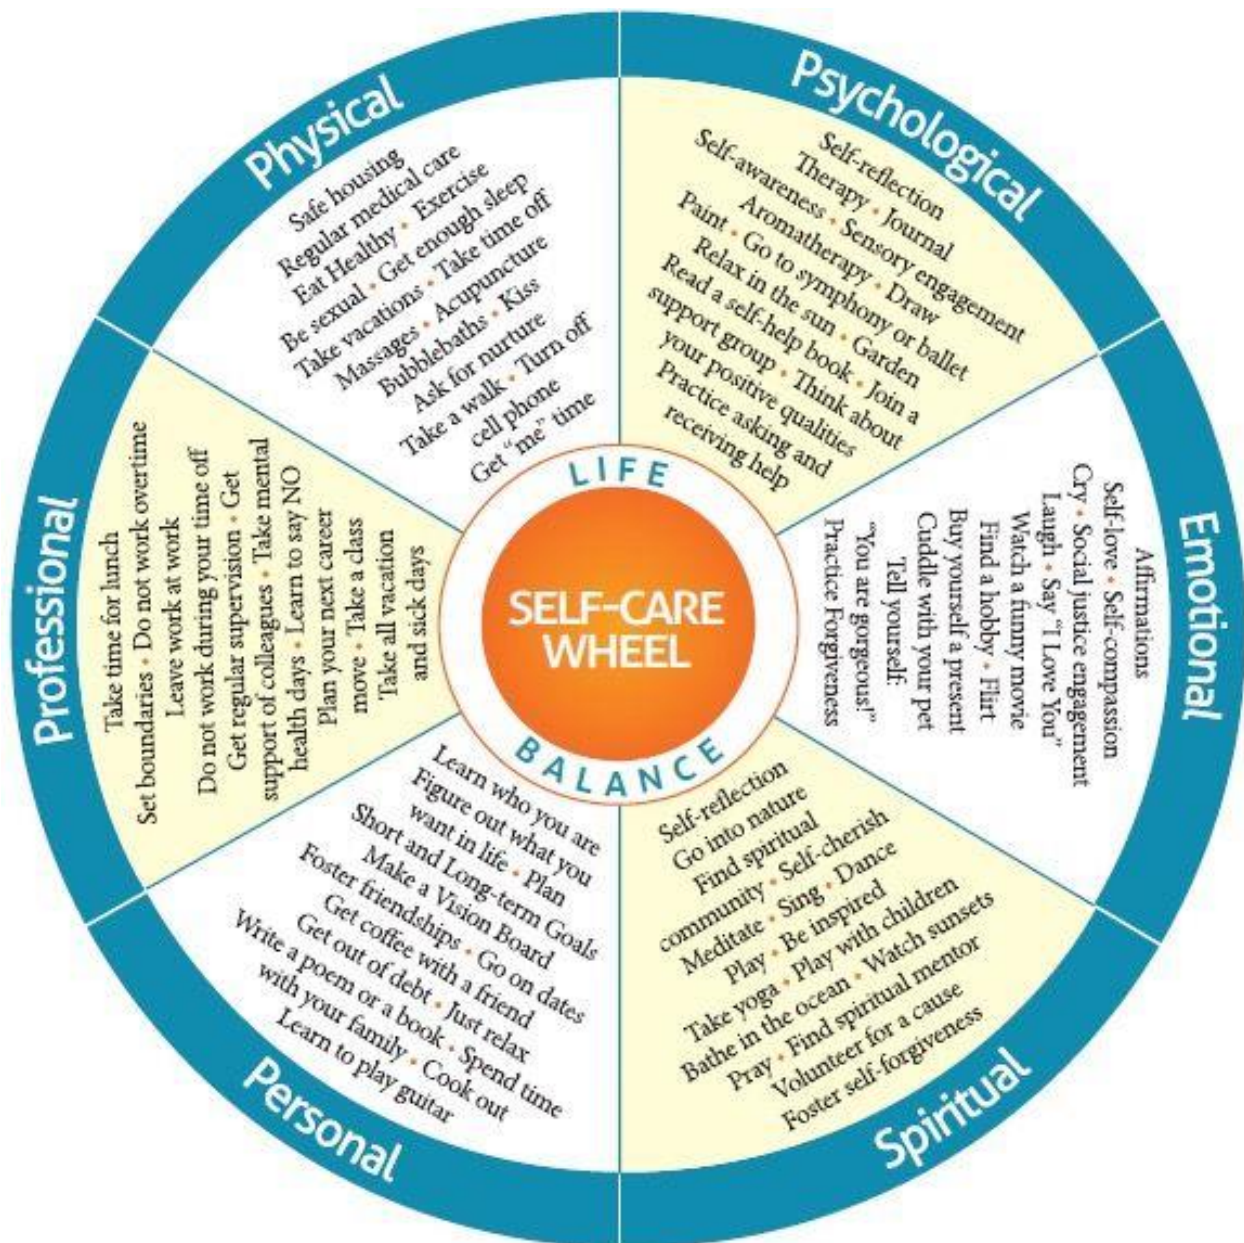 Physical
Safe housing
Regular medical care
Eat Healthy • Exercise
Be sexual • Get enough sleep
Take vacations • Take time off
Massages • Acupuncture
Bubblebaths • Kiss
Ask for nurture
Take a walk • Turn off
cell phone
Get "me" time
Psychological
Self-reflection
Therapy • Journal
Self-awareness • Sensory engagement
Aromatherapy • Draw
Paint • Go to symphony or ballet
Relax in the sun • Garden
Read a self-help book • Join a
support group • Think about
your positive qualities
Practice asking and
receiving help
Emotional
Affirmations
Self-love • Self-compassion
Cry • Social justice engagement
Laugh • Say "I Love You"
Watch a funny movie
Find a hobby • Flirt
Buy yourself a present
Cuddle with your pet
Tell yourself:
"You are gorgeous!"
Practice Forgiveness
Spiritual
Self-reflection
Go into nature
Find spiritual
community • Self-cherish
Meditate • Sing • Dance
Play • Be inspired
Take yoga • Play with children
Bathe in the ocean • Watch sunsets
Pray • Find spiritual mentor
Volunteer for a cause
Foster self-forgiveness
Personal
Learn who you are
Figure out what you
want in life • Plan
Short and Long-term Goals
Make a Vision Board
Foster friendships • Go on dates
Get coffee with a friend
Get out of debt • Just relax
Write a poem or a book • Spend time
with your family • Cook out
Learn to play guitar
Professional
Take time for lunch
Set boundaries • Do not work overtime
Leave work at work
Do not work during your time off
Get regular supervision • Get
support of colleagues • Take mental
health days • Learn to say NO
Plan your next career
move • Take a class
Take all vacation
and sick days
LIFE
SELF-CARE
WHEEL
BALANCE